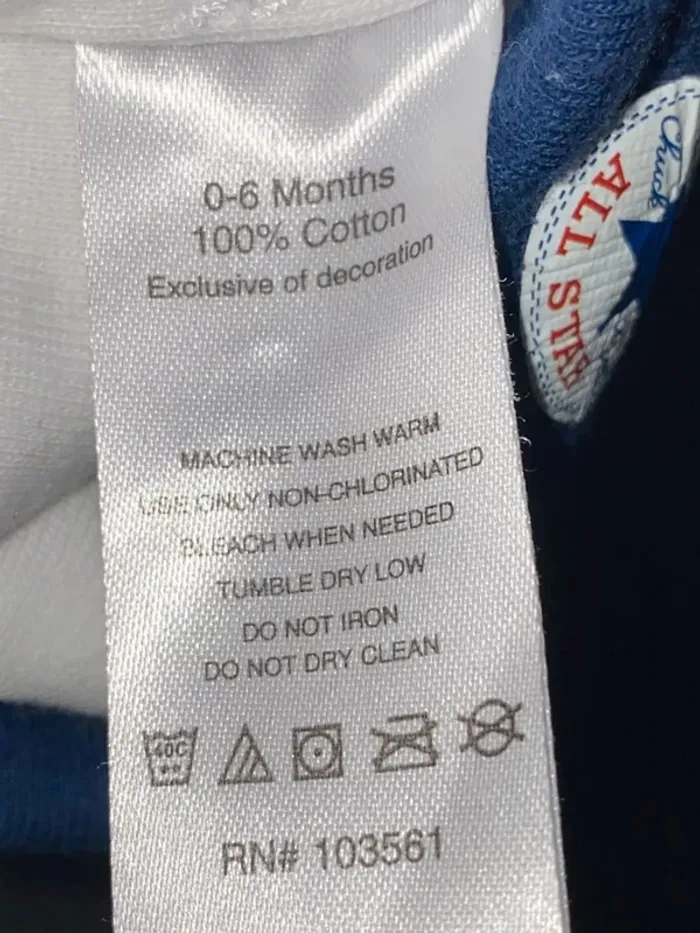 0-6 Months
100% Cotton
Exclusive of decoration
MACHINE WASH WARM
USE ONLY NON-CHLORINATED
BLEACH WHEN NEEDED
TUMBLE DRY LOW
DO NOT IRON
DO NOT DRY CLEAN
40C
RN# 103561
Chuck
ALL STAR